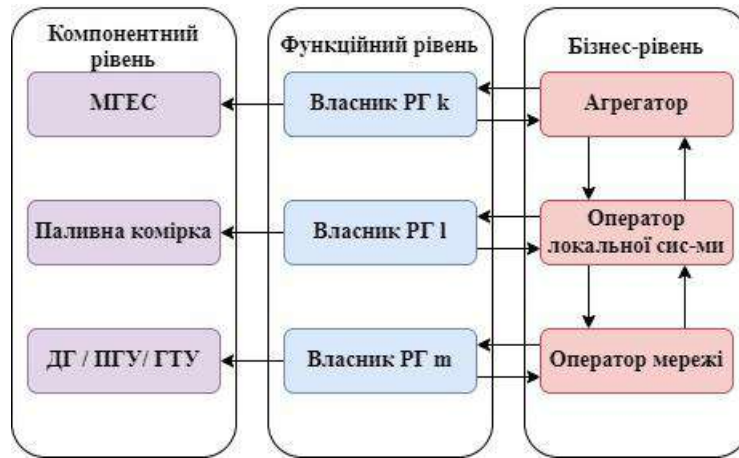 Компонентний
рівень
МГЕС
Паливна комірка
ДГ / ПГУ/ ГТУ
Функційний рівень
Власник РГ k
Власник РГ l
Власник РГ m
Бізнес-рівень
Агрегатор
Оператор
локальної сис-ми
Оператор мережі